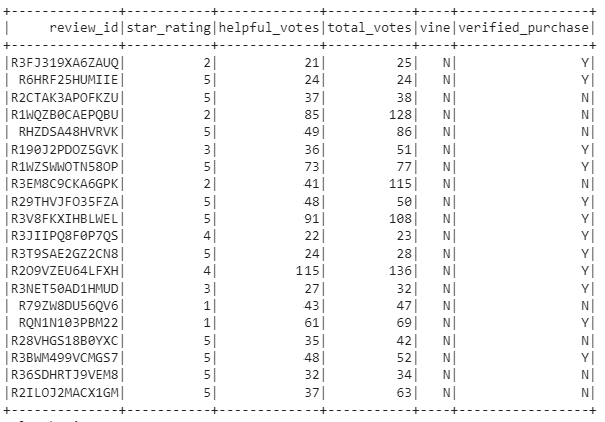 +--------------+-----------+-------------+-----------+----+-----------------+
|     review_id|star_rating|helpful_votes|total_votes|vine|verified_purchase|
+--------------+-----------+-------------+-----------+----+-----------------+
|R3FJ319XA6ZAUQ|          2|           21|         25|   N|                Y|
| R6HRF25HUMIIE|          5|           24|         24|   N|                Y|
|R2CTAK3APOFKZU|          5|           37|         38|   N|                N|
|R1WQZB0CAEPQBU|          2|           85|        128|   N|                N|
| RHZDSA48HVRVK|          5|           49|         86|   N|                N|
|R190J2PDOZ5GVK|          3|           36|         51|   N|                Y|
|R1WZSWWOTN58OP|          5|           73|         77|   N|                Y|
|R3EM8C9CKA6GPK|          2|           41|        115|   N|                N|
|R29THVJFO35FZA|          5|           48|         50|   N|                Y|
|R3V8FKXIHBLWEL|          5|           91|        108|   N|                Y|
|R3JIIPQ8F0P7QS|          4|           22|         23|   N|                Y|
|R3T9SAE2GZ2CN8|          5|           24|         28|   N|                Y|
|R2O9VZEU64LFXH|          4|          115|        136|   N|                Y|
|R3NET50AD1HMUD|          3|           27|         32|   N|                Y|
| R79ZW8DU56QV6|          1|           43|         47|   N|                N|
| RQN1N103PBM22|          1|           61|         69|   N|                Y|
|R28VHGS18B0YXC|          5|           35|         42|   N|                N|
|R3BWM499VCMGS7|          5|           48|         52|   N|                Y|
|R36SDHRTJ9VEM8|          5|           32|         34|   N|                N|
|R2ILOJ2MACX1GM|          5|           37|         63|   N|                N|
+--------------+-----------+-------------+-----------+----+-----------------+